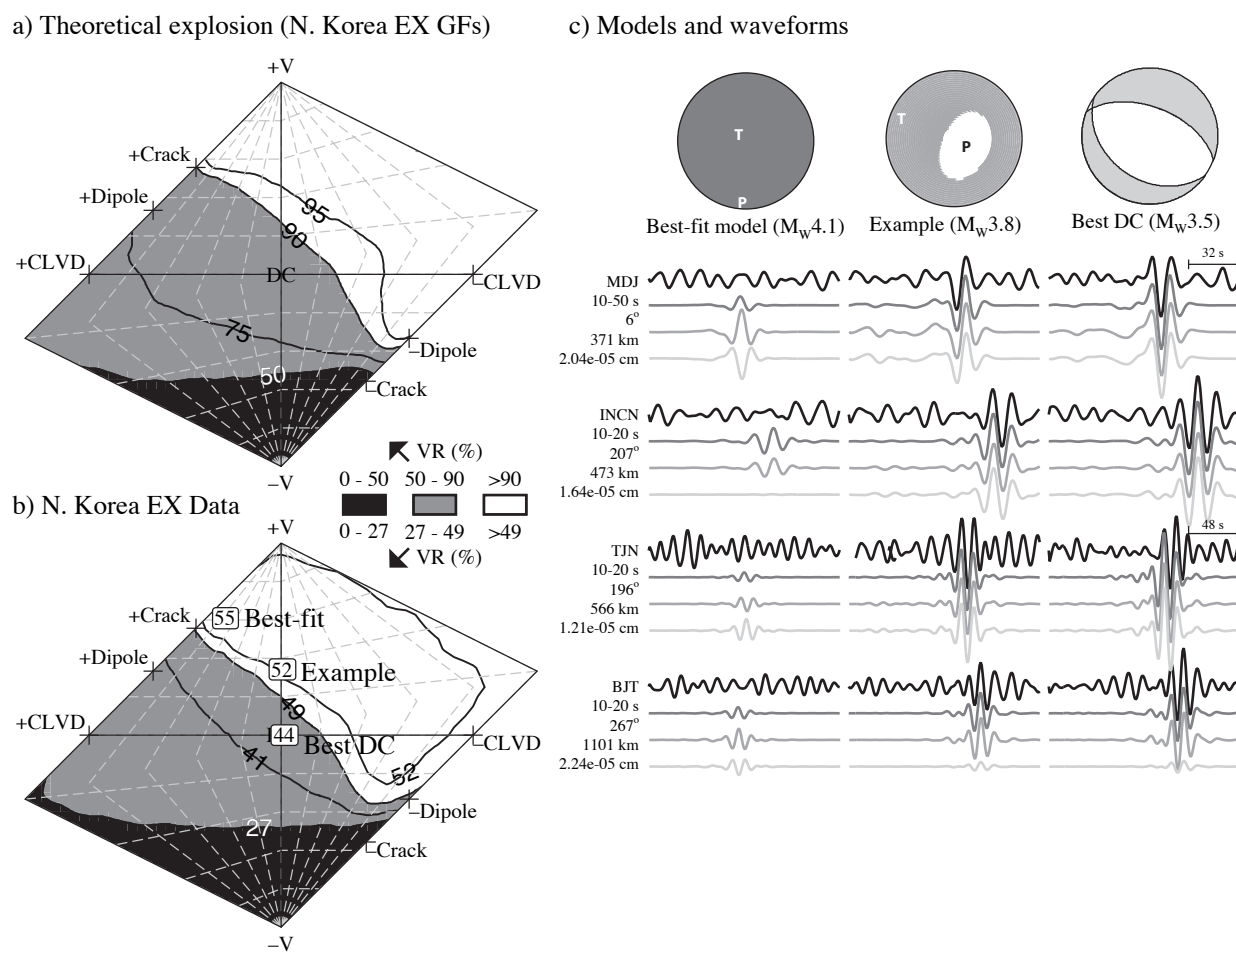 a) Theoretical explosion (N. Korea EX GFs)
+V
+Crack
+Dipole
+CLVD
95
90
DC
75
50
–CLVD
–Dipole
–Crack
–V
VR (%)
0 - 50 50 - 90 >90
0 - 27 27 - 49 >49
VR (%)
b) N. Korea EX Data
+V
+Crack
+Dipole
+CLVD
55 Best-fit
52 Example
49
44 Best DC
41
52
27
–CLVD
–Dipole
–Crack
–V
c) Models and waveforms
T
P
T
P
Best-fit model (MW4.1) Example (MW3.8) Best DC (MW3.5)
32 s
MDJ
10-50 s
6o
371 km
2.04e-05 cm
INCN
10-20 s
207o
473 km
1.64e-05 cm
48 s
TJN
10-20 s
196o
566 km
1.21e-05 cm
BJT
10-20 s
267o
1101 km
2.24e-05 cm